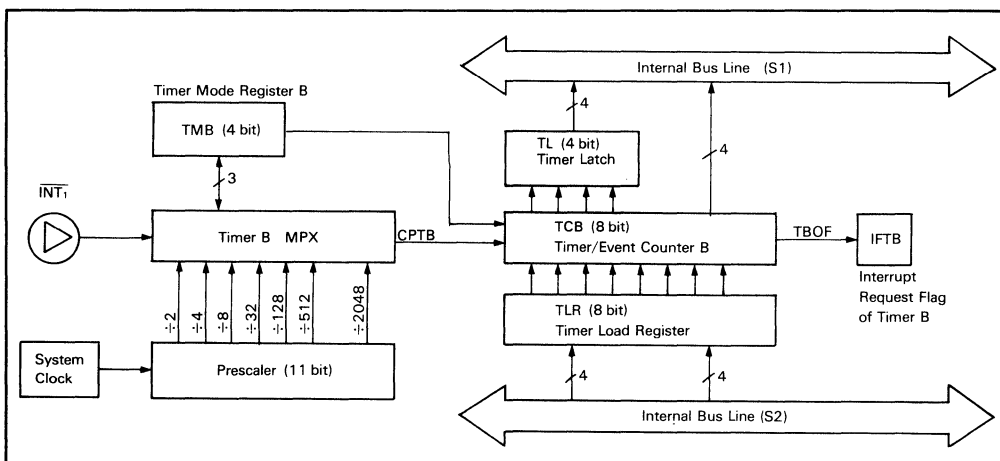 Internal Bus Line (S1)
Timer Mode Register B
TMB (4 bit)
4
TL (4 bit)
Timer Latch
4
3
INT₁
Timer B MPX
CPTB
TCB (8 bit)
Timer/Event Counter B
TBOF
IFTB
Interrupt
Request Flag
of Timer B
÷2
÷4
÷8
÷32
÷128
÷512
÷2048
TLR (8 bit)
Timer Load Register
System
Clock
Prescaler (11 bit)
4
4
Internal Bus Line (S2)